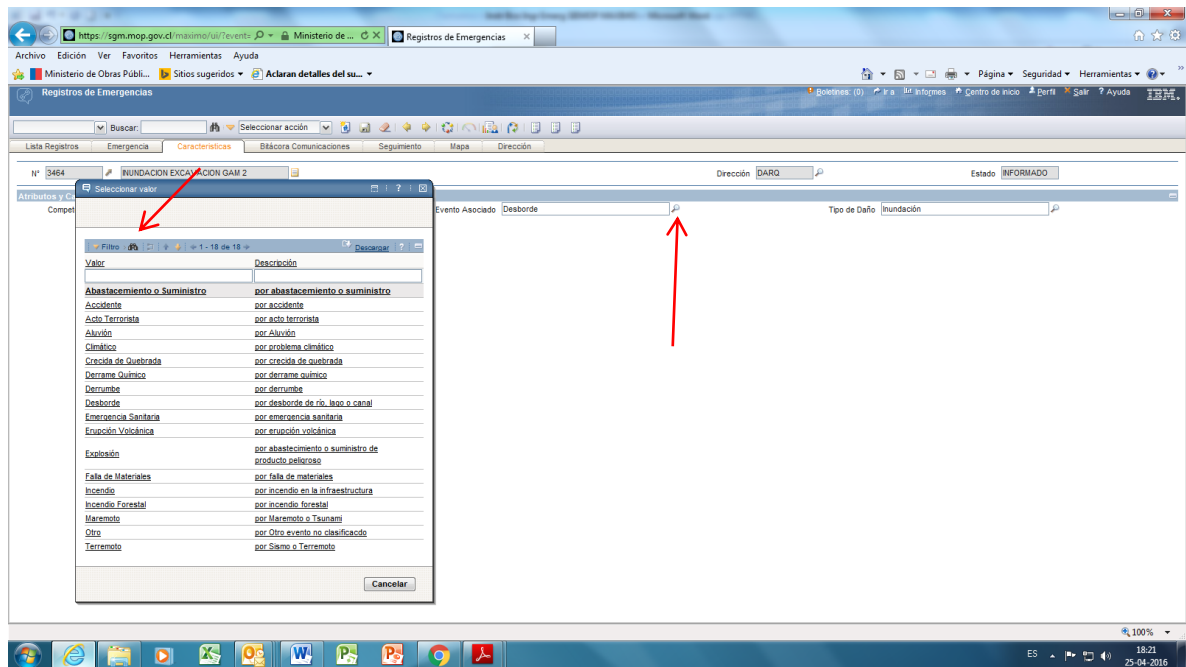 https://sgm.mop.gov.cl/maximo/ui/?event=
Ministerio de ...
Registros de Emergencias
Archivo Edición Ver Favoritos Herramientas Ayuda
Ministerio de Obras Públi... Sitios sugeridos Aclaran detalles del su...
Página Seguridad Herramientas
Registros de Emergencias
Boletines: (0) Ir a Informes Centro de inicio Perfil Salir ? Ayuda IBM.
Buscar: Seleccionar acción
Lista Registros Emergencia Características Bitácora Comunicaciones Seguimiento Mapa Dirección
N° 3464 INUNDACION EXCAVACION GAM 2 Dirección DARQ Estado INFORMADO
Atributos y Ca
Compet Evento Asociado Desborde Tipo de Daño Inundación
Seleccionar valor
Filtro 1 - 18 de 18 Descargar ?
Valor Descripción
Abastacemiento o Suministro por abastacemiento o suministro
Accidente por accidente
Acto Terrorista por acto terrorista
Aluvión por Aluvión
Climático por problema climático
Crecida de Quebrada por crecida de quebrada
Derrame Químico por derrame químico
Derrumbe por derrumbe
Desborde por desborde de río, lago o canal
Emergencia Sanitaria por emergencia sanitaria
Erupción Volcánica por erupción volcánica
Explosión por abastecimiento o suministro de
producto peligroso
Falla de Materiales por falla de materiales
Incendio por incendio en la infraestructura
Incendio Forestal por incendio forestal
Maremoto por Maremoto o Tsunami
Otro por Otro evento no clasificacdo
Terremoto por Sismo o Terremoto
Cancelar
100%
ES 18:21
25-04-2016